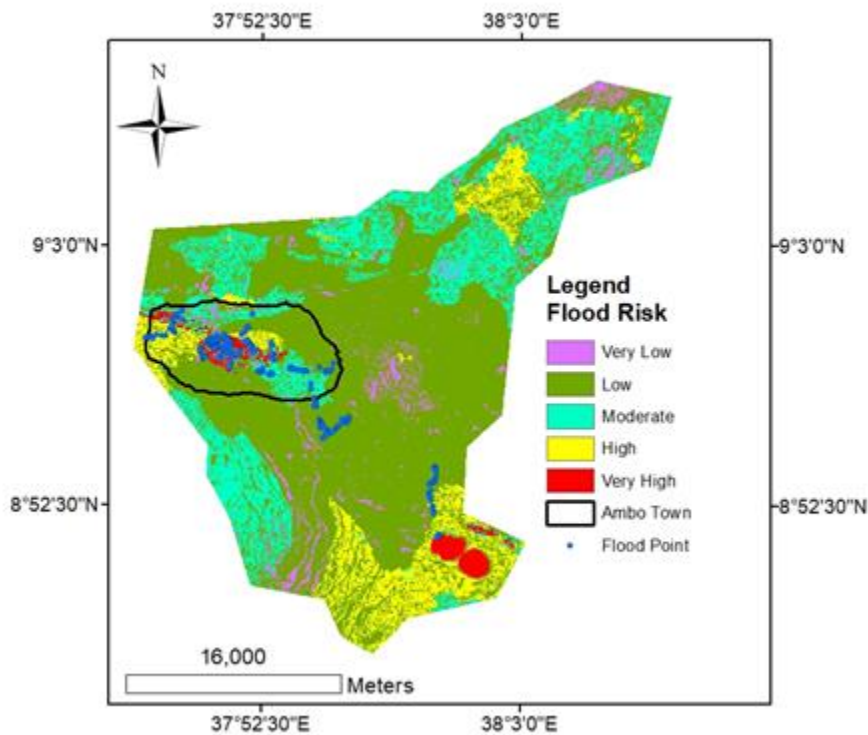 37°52'30"E 38°3'0"E
N
9°3'0"N 9°3'0"N
Legend
Flood Risk
Very Low
Low
Moderate
High
Very High
Ambo Town
Flood Point
8°52'30"N 8°52'30"N
16,000
Meters
37°52'30"E 38°3'0"E